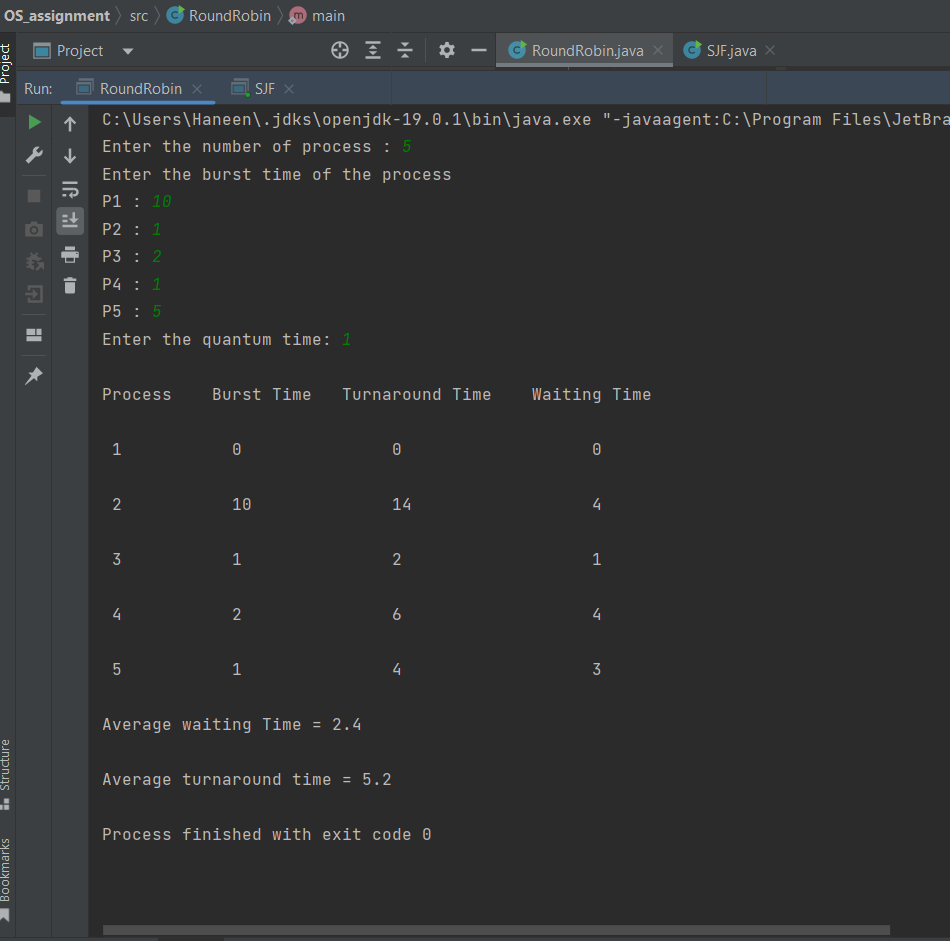 OS_assignment src RoundRobin main
Project RoundRobin.java SJF.java
Project
Run: RoundRobin SJF
C:\Users\Haneen\.jdks\openjdk-19.0.1\bin\java.exe "-javaagent:C:\Program Files\JetBra
Enter the number of process : 5
Enter the burst time of the process
P1 : 10
P2 : 1
P3 : 2
P4 : 1
P5 : 5
Enter the quantum time: 1
Process Burst Time Turnaround Time Waiting Time
1 0 0 0
2 10 14 4
3 1 2 1
4 2 6 4
5 1 4 3
Average waiting Time = 2.4
Average turnaround time = 5.2
Process finished with exit code 0
Structure
Bookmarks